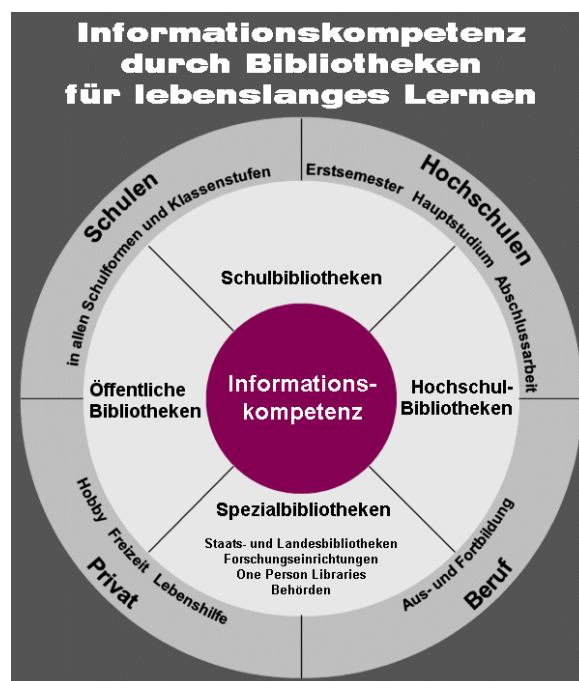 Informationskompetenz
durch Bibliotheken
für lebenslanges Lernen
Schulen
in allen Schulformen und Klassenstufen
Hochschulen
Erstsemester Hauptstudium Abschlussarbeit
Schulbibliotheken
Öffentliche
Bibliotheken
Informations-
kompetenz
Hochschul-
Bibliotheken
Spezialbibliotheken
Staats- und Landesbibliotheken
Forschungseinrichtungen
One Person Libraries
Behörden
Hobby Freizeit Lebenshilfe
Privat
Aus- und Fortbildung
Beruf